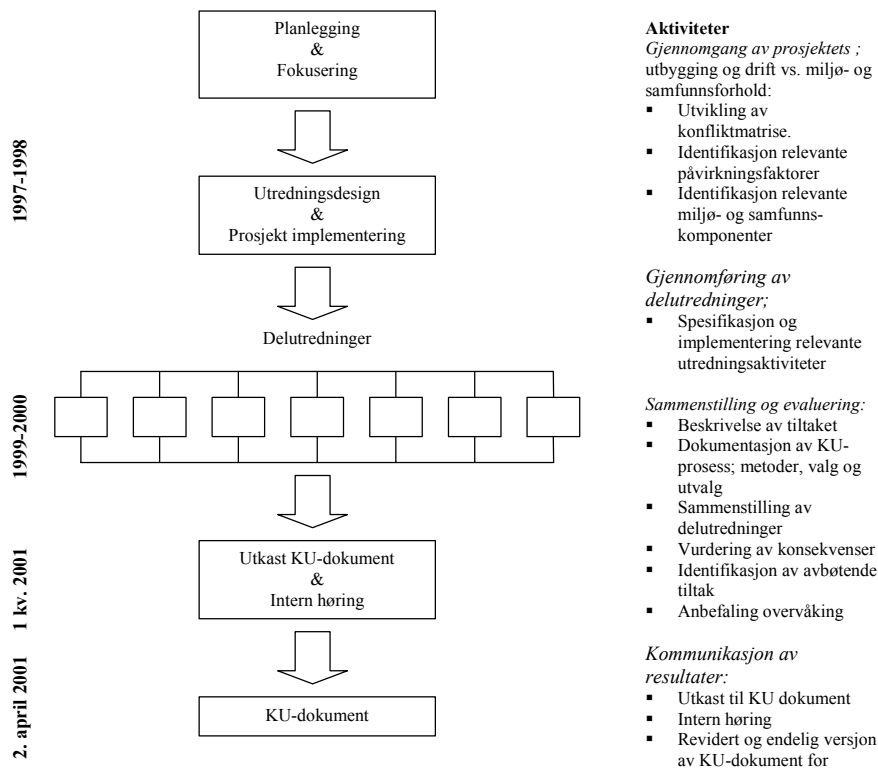 Planlegging
&
Fokusering
1997-1998
Utredningsdesign
&
Prosjekt implementering
Delutredninger
1999-2000
1 kv. 2001
Utkast KU-dokument
&
Intern høring
2. april 2001
KU-dokument
Aktiviteter
Gjennomgang av prosjektets ;
utbygging og drift vs. miljø- og
samfunnsforhold:
▪ Utvikling av
konfliktmatrise.
▪ Identifikasjon relevante
påvirkningsfaktorer
▪ Identifikasjon relevante
miljø- og samfunns-
komponenter
Gjennomføring av
delutredninger;
▪ Spesifikasjon og
implementering relevante
utredningsaktiviteter
Sammenstilling og evaluering:
▪ Beskrivelse av tiltaket
▪ Dokumentasjon av KU-
prosess; metoder, valg og
utvalg
▪ Sammenstilling av
delutredninger
▪ Vurdering av konsekvenser
▪ Identifikasjon av avbøtende
tiltak
▪ Anbefaling overvåking
Kommunikasjon av
resultater:
▪ Utkast til KU dokument
▪ Intern høring
▪ Revidert og endelig versjon
av KU-dokument for